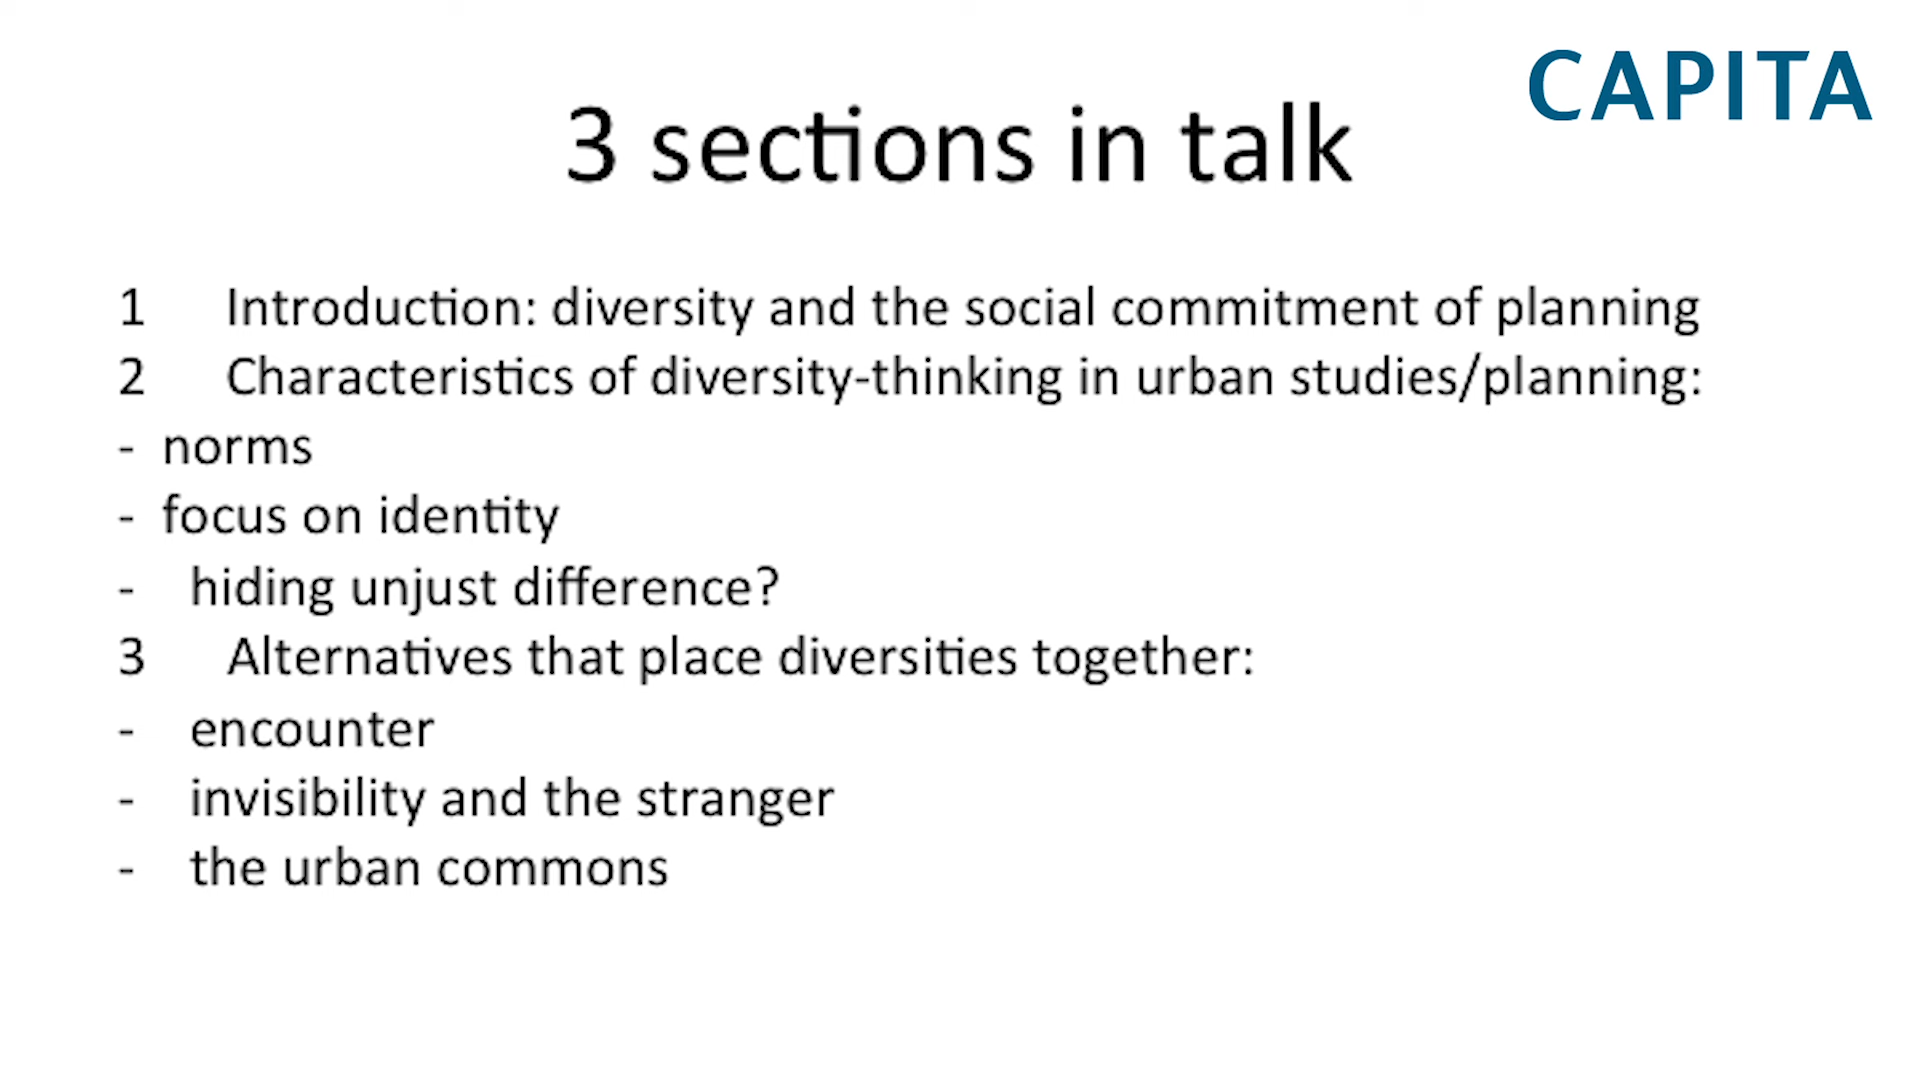 CAPITA
3 sections in talk
1 Introduction: diversity and the social commitment of planning
2 Characteristics of diversity-thinking in urban studies/planning:
- norms
- focus on identity
- hiding unjust difference?
3 Alternatives that place diversities together:
- encounter
- invisibility and the stranger
- the urban commons